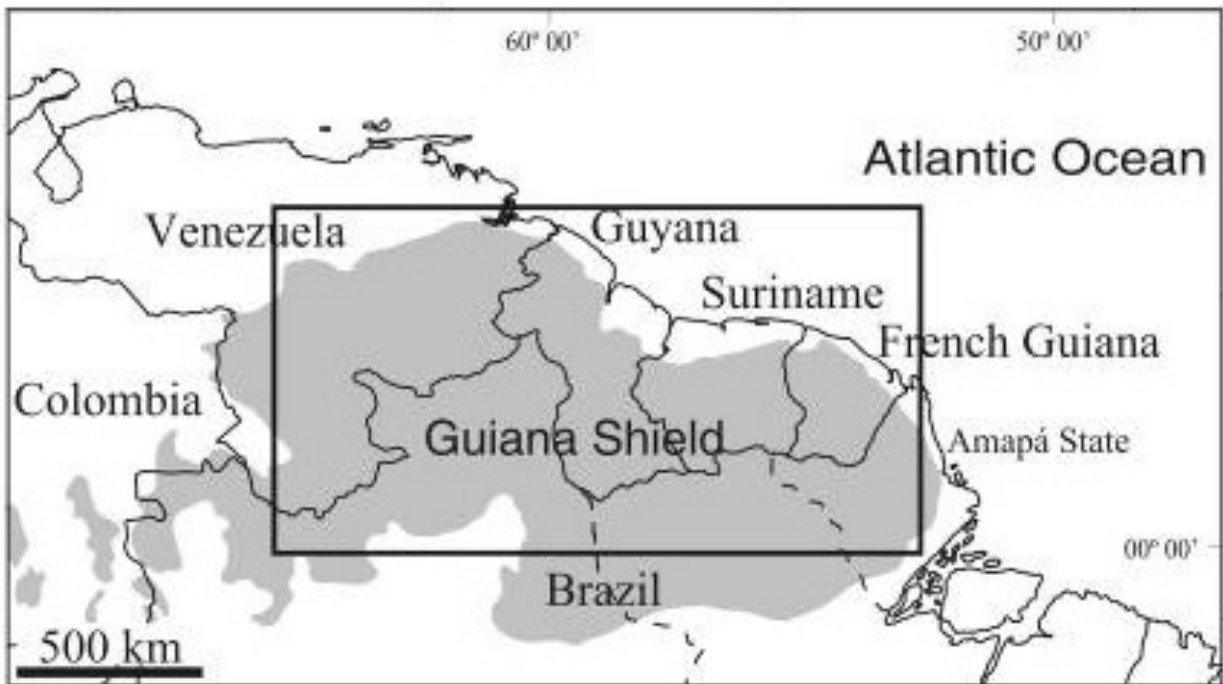 60° 00'
50° 00'
Atlantic Ocean
Venezuela
Guyana
Suriname
French Guiana
Colombia
Guiana Shield
Amapá State
00° 00'
Brazil
500 km